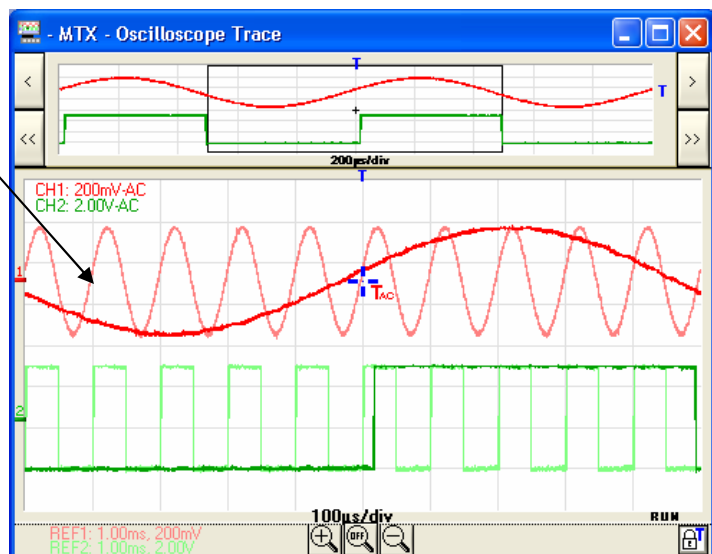 - MTX - Oscilloscope Trace
T
< T >
<< >>
200µs/div
T
CH1: 200mV-AC
CH2: 2.00V-AC
1
TAC
2
100µs/div RUN
REF1: 1.00ms, 200mV
REF2: 1.00ms, 2.00V
OFF T